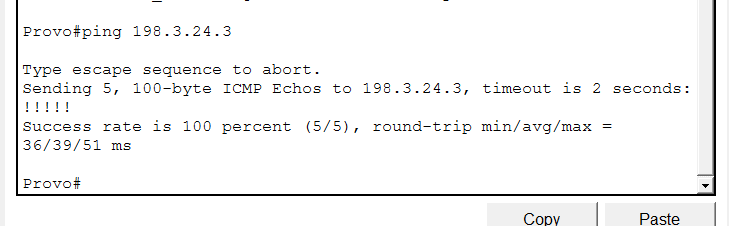 Provo#ping 198.3.24.3
Type escape sequence to abort.
Sending 5, 100-byte ICMP Echos to 198.3.24.3, timeout is 2 seconds:
!!!!!
Success rate is 100 percent (5/5), round-trip min/avg/max =
36/39/51 ms
Provo#
Copy Paste